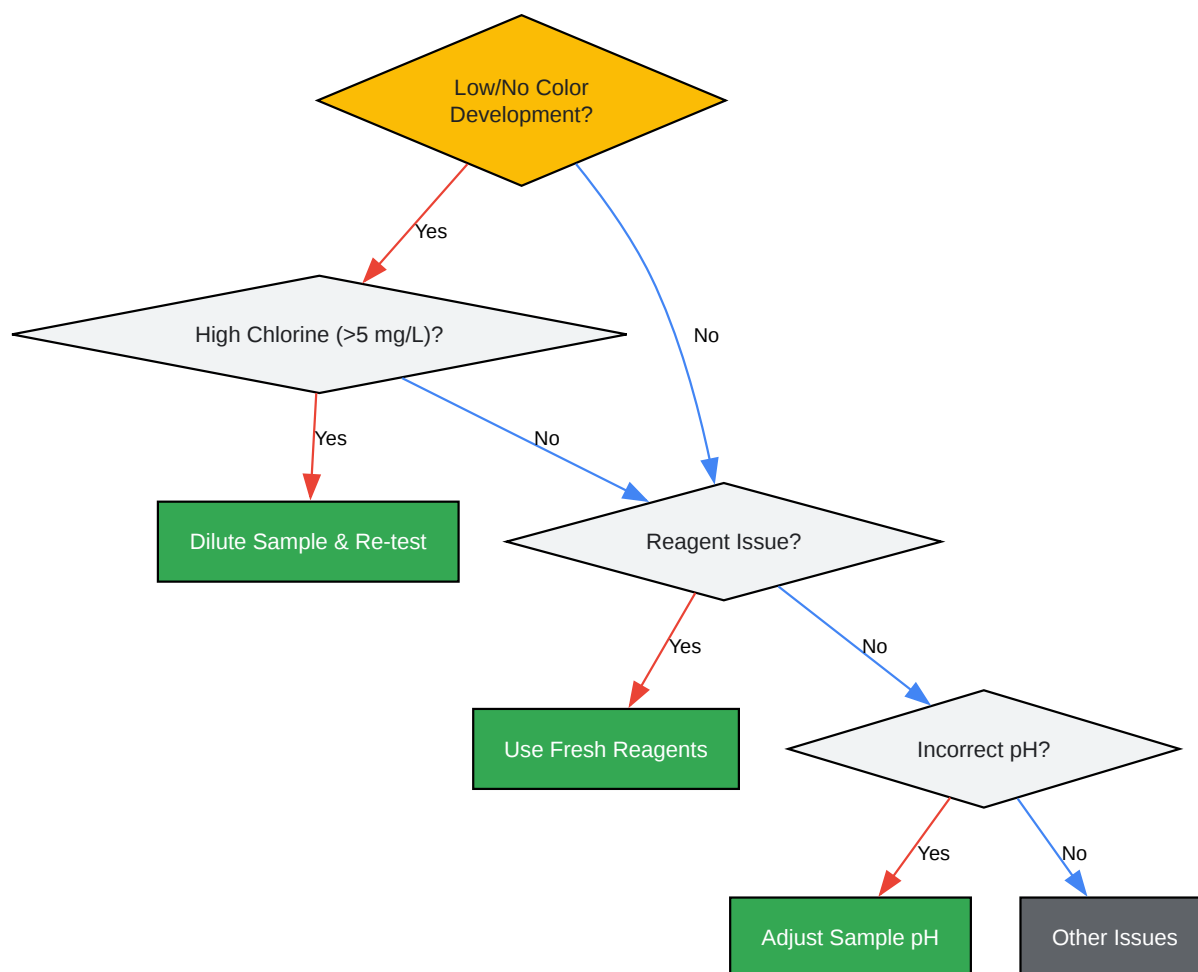 Low/No Color
Development?
Yes
High Chlorine (>5 mg/L)?
No
Yes
No
Dilute Sample & Re-test
Reagent Issue?
Yes
No
Use Fresh Reagents
Incorrect pH?
Yes
No
Adjust Sample pH
Other Issues